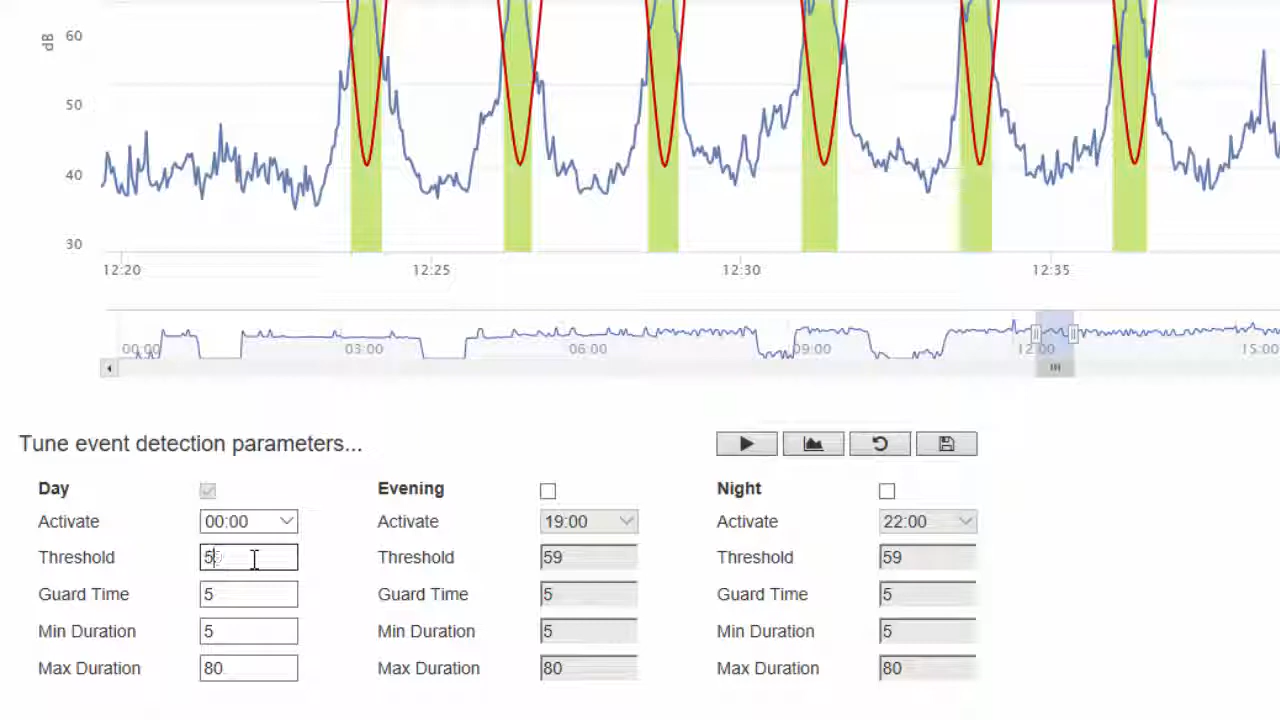 60
dB
50
40
30
12:20 12:25 12:30 12:35
00:00 03:00 06:00 09:00 12:00 15:00
Tune event detection parameters...
Day Evening Night
Activate 00:00 Activate 19:00 Activate 22:00
Threshold Threshold 59 Threshold 59
Guard Time 5 Guard Time 5 Guard Time 5
Min Duration 5 Min Duration 5 Min Duration 5
Max Duration 80 Max Duration 80 Max Duration 80